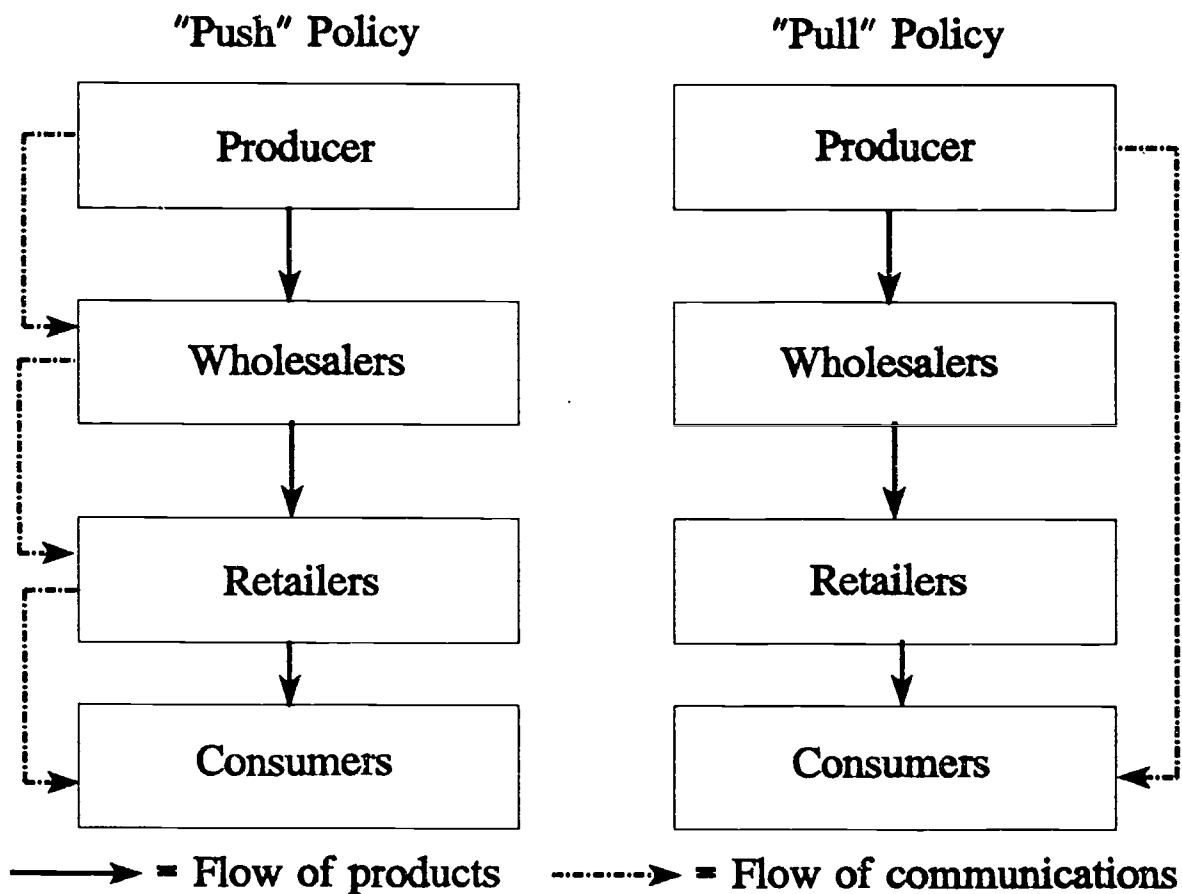 "Push" Policy
Producer
Wholesalers
Retailers
Consumers
"Pull" Policy
Producer
Wholesalers
Retailers
Consumers
= Flow of products
= Flow of communications